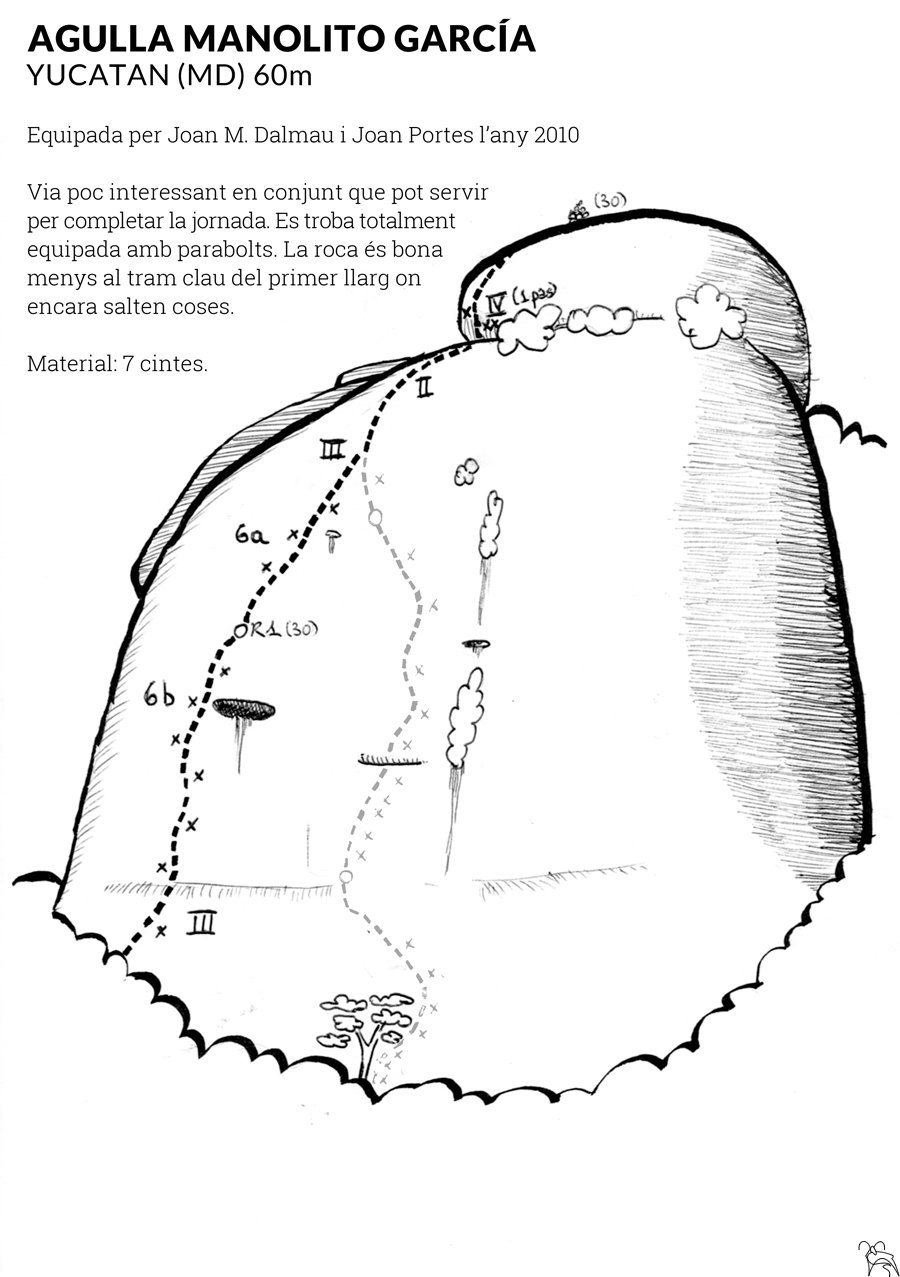 AGULLA MANOLITO GARCÍA
YUCATAN (MD) 60m
Equipada per Joan M. Dalmau i Joan Portes l'any 2010
Via poc interessant en conjunt que pot servir
per completar la jornada. Es troba totalment
equipada amb parabolts. La roca és bona
menys al tram clau del primer llarg on
encara salten coses.
Material: 7 cintes.
(30)
IV (1 pas)
II
III
6a
R1 (30)
6b
III